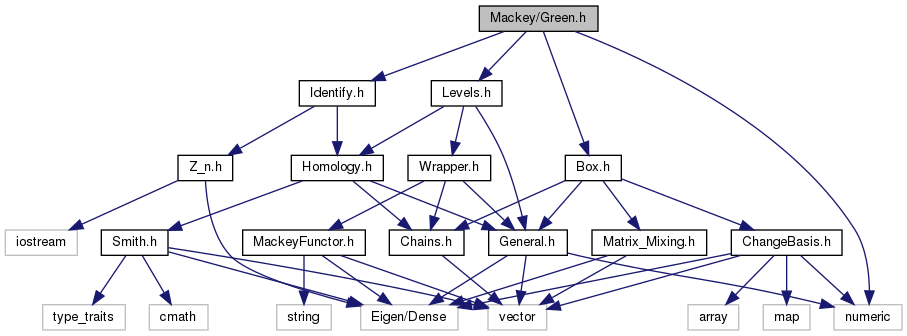 Mackey/Green.h
Identify.h
Levels.h
Z_n.h
Homology.h
Wrapper.h
Box.h
iostream
Smith.h
MackeyFunctor.h
Chains.h
General.h
Matrix_Mixing.h
ChangeBasis.h
type_traits
cmath
string
Eigen/Dense
vector
array
map
numeric